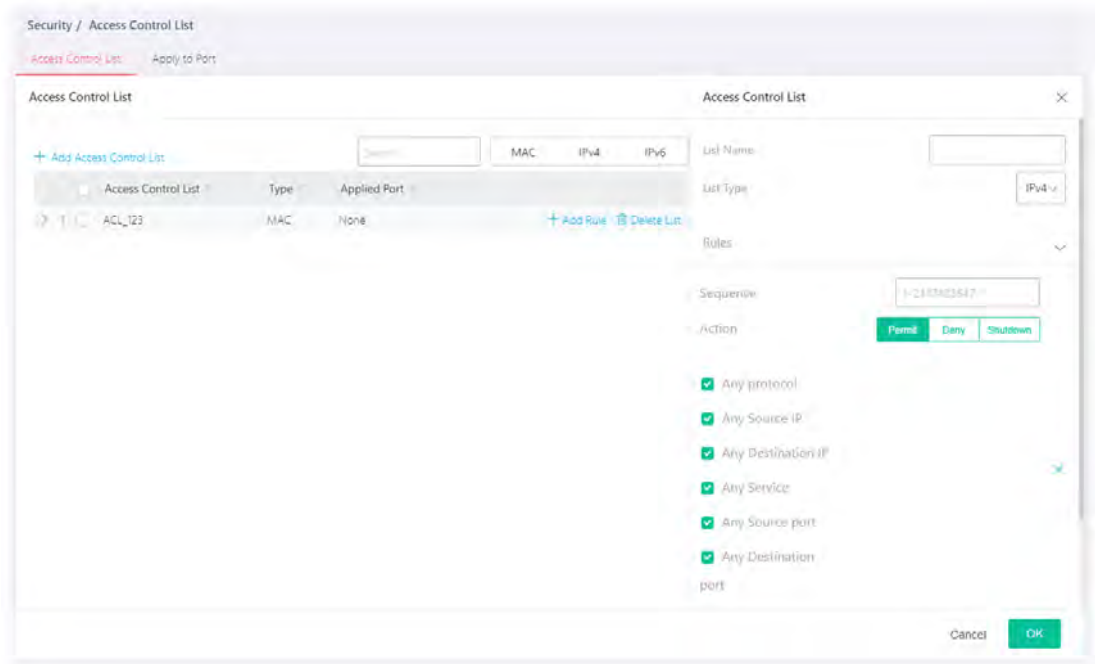 Security / Access Control List
Access Control List Apply to Port
Access Control List
+ Add Access Control List Search MAC IPv4 IPv6
Access Control List Type Applied Port
1 ACL_123 MAC None + Add Rule Delete List
Access Control List ×
List Name
List Type IPv4
Rules
Sequence
Action Permit Deny Shutdown
Any protocol
Any Source IP
Any Destination IP
Any Service
Any Source port
Any Destination
port
Cancel OK